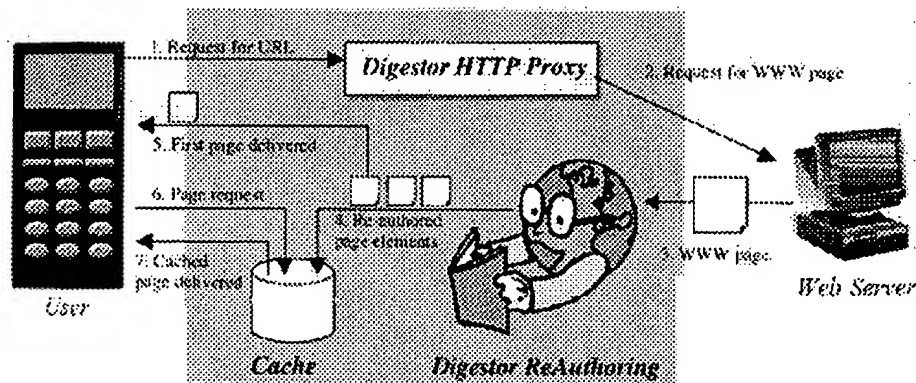 1. Request for URL
Digestor HTTP Proxy
2. Request for WWW page
5. First page delivered
6. Page request
4. Re-authored
page elements
3. WWW page
7. Cached
page delivered
User
Web Server
Cache
Digestor ReAuthoring